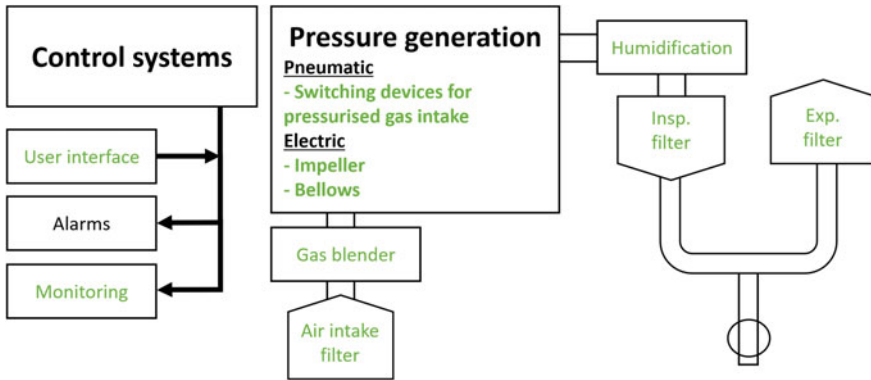 Control systems
User interface
Alarms
Monitoring
Pressure generation
Pneumatic
- Switching devices for
pressurised gas intake
Electric
- Impeller
- Bellows
Gas blender
Air intake
filter
Humidification
Insp.
filter
Exp.
filter